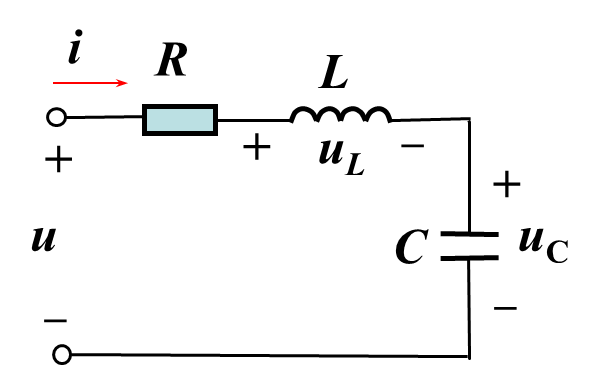 i
R
L
+ + u_L −
+
u C u_C
− −